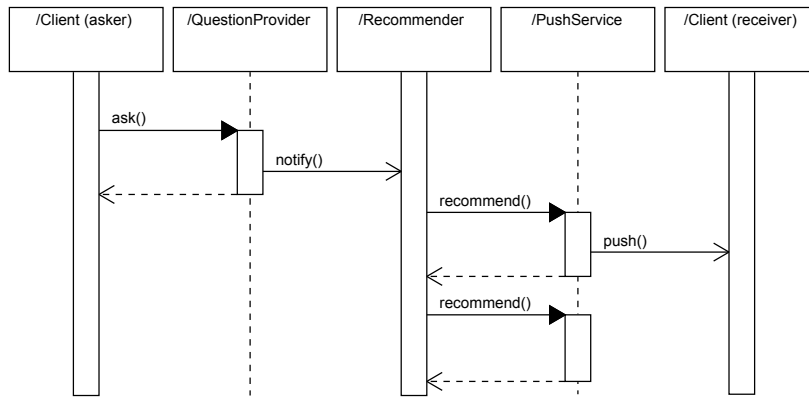 /Client (asker)
/QuestionProvider
/Recommender
/PushService
/Client (receiver)
ask()
notify()
recommend()
push()
recommend()